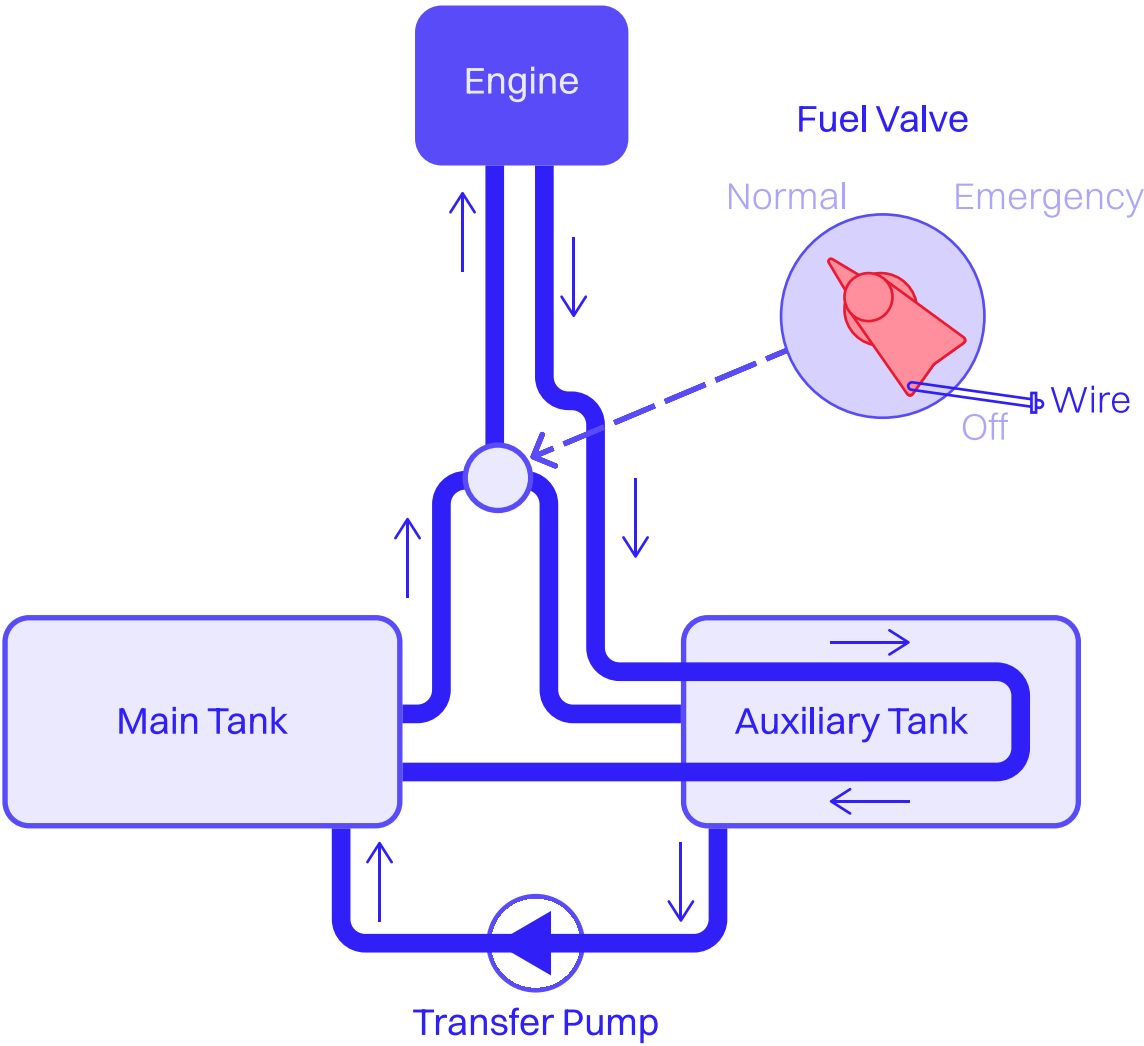 Engine
Fuel Valve
Normal
Emergency
Wire
Off
Main Tank
Auxiliary Tank
Transfer Pump